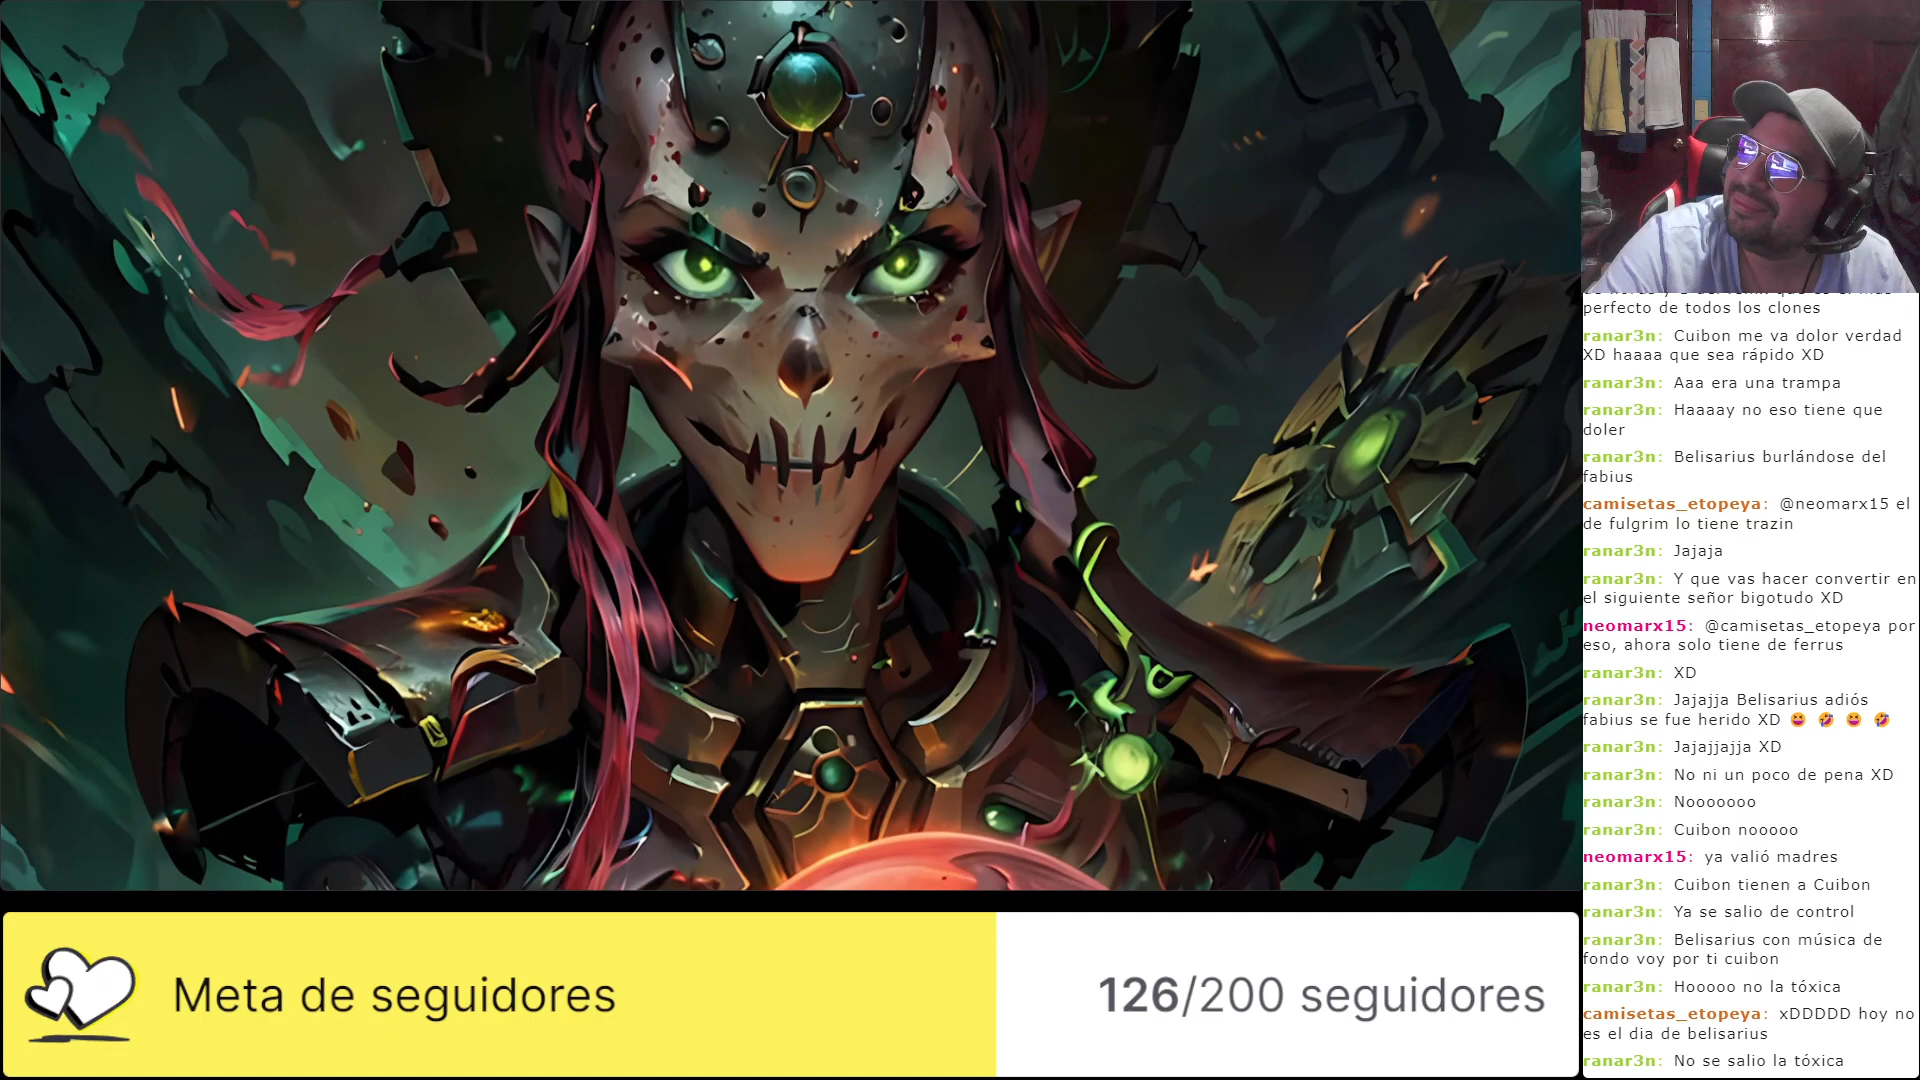 perfecto de todos los clones
ranar3n: Cuibon me va dolor verdad
XD haaaa que sea rápido XD
ranar3n: Aaa era una trampa
ranar3n: Haaaay no eso tiene que
doler
ranar3n: Belisarius burlándose del
fabius
camisetas_etopeya: @neomarx15 el
de fulgrim lo tiene trazin
ranar3n: Jajaja
ranar3n: Y que vas hacer convertir en
el siguiente señor bigotudo XD
neomarx15: @camisetas_etopeya por
eso, ahora solo tiene de ferrus
ranar3n: XD
ranar3n: Jajajja Belisarius adiós
fabius se fue herido XD 😆 🤣 😆 🤣
ranar3n: Jajajjajja XD
ranar3n: No ni un poco de pena XD
ranar3n: Nooooooo
ranar3n: Cuibon nooooo
neomarx15: ya valió madres
ranar3n: Cuibon tienen a Cuibon
ranar3n: Ya se salio de control
ranar3n: Belisarius con música de
fondo voy por ti cuibon
ranar3n: Hooooo no la tóxica
camisetas_etopeya: xDDDDD hoy no
es el dia de belisarius
ranar3n: No se salio la tóxica
Meta de seguidores
126/200 seguidores